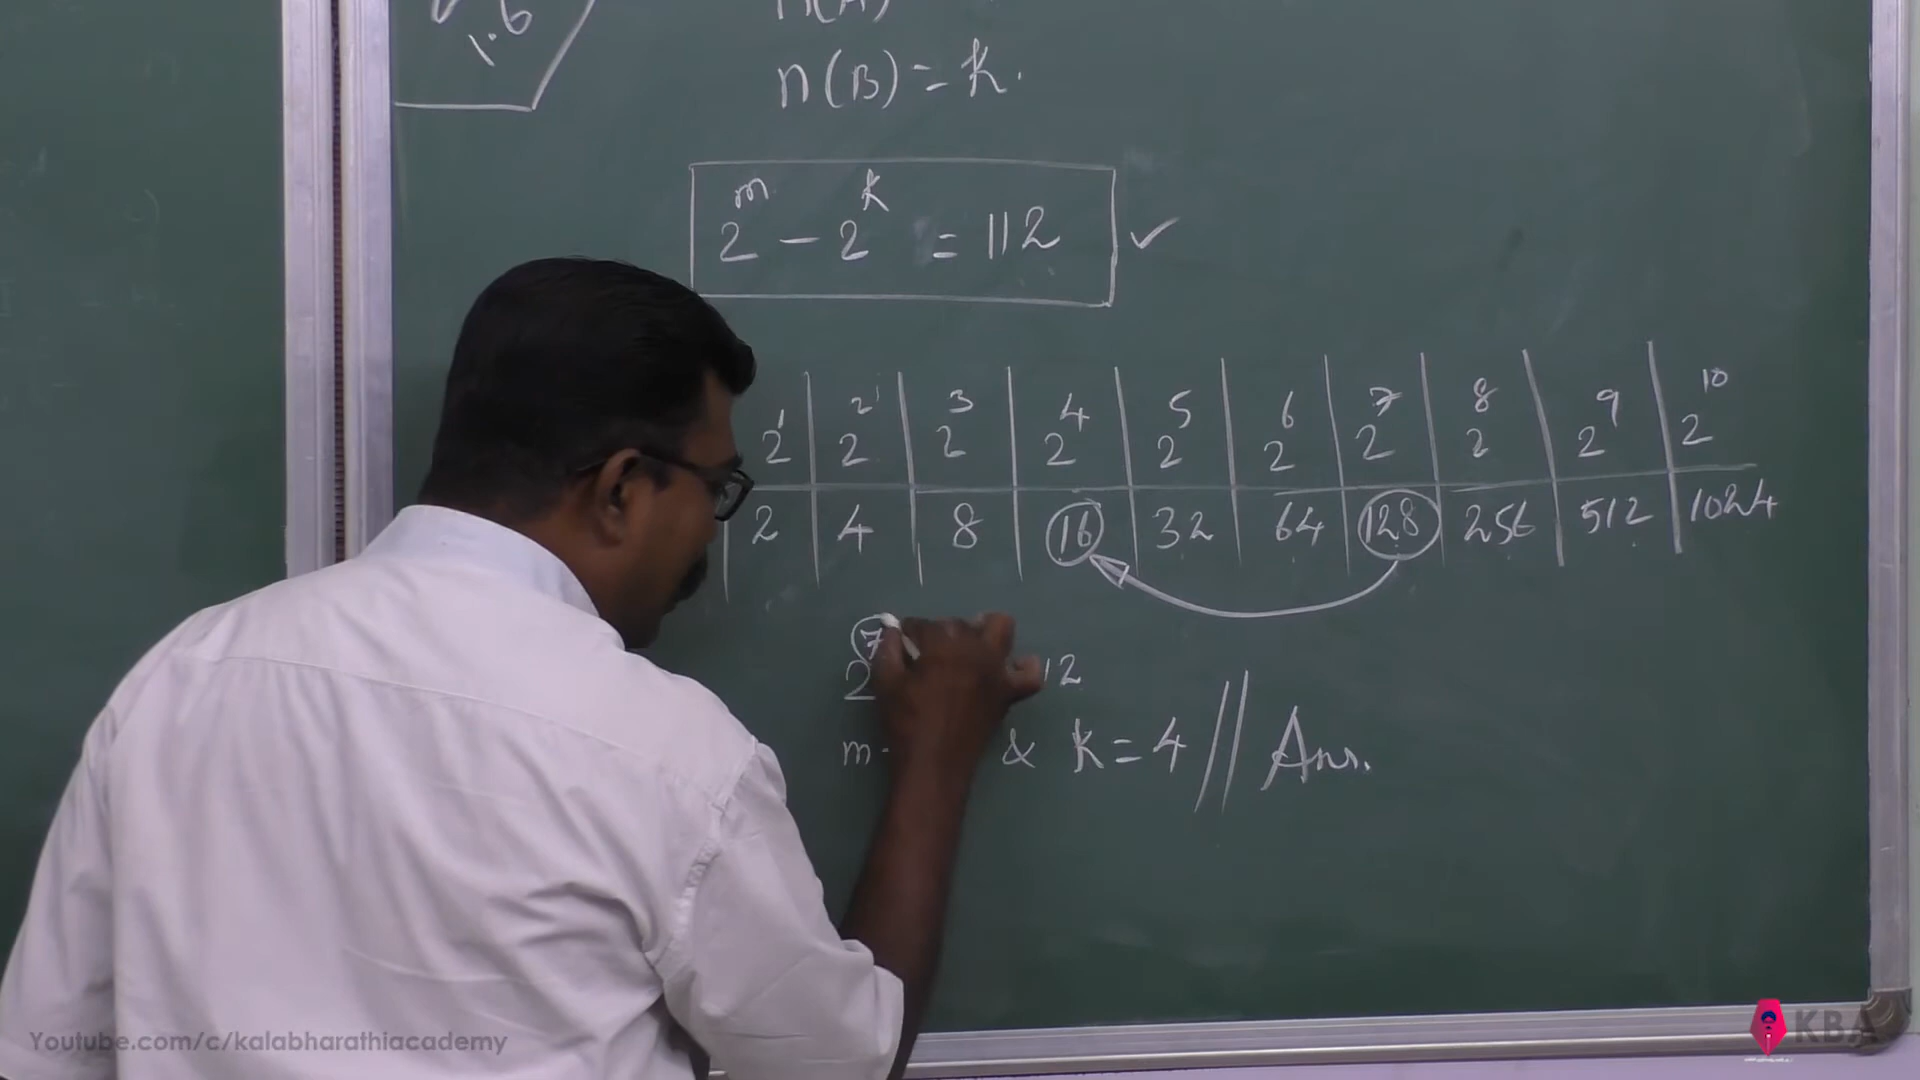 1.6
n(A)
n(B) = k.
2^m - 2^k = 112 ✓
2^1 | 2^2 | 2^3 | 2^4 | 2^5 | 2^6 | 2^7 | 2^8 | 2^9 | 2^10
2 | 4 | 8 | 16 | 32 | 64 | 128 | 256 | 512 | 1024
2^7 12
m & k = 4 // Ans.
Youtube.com/c/kalabharathiacademy
KBA